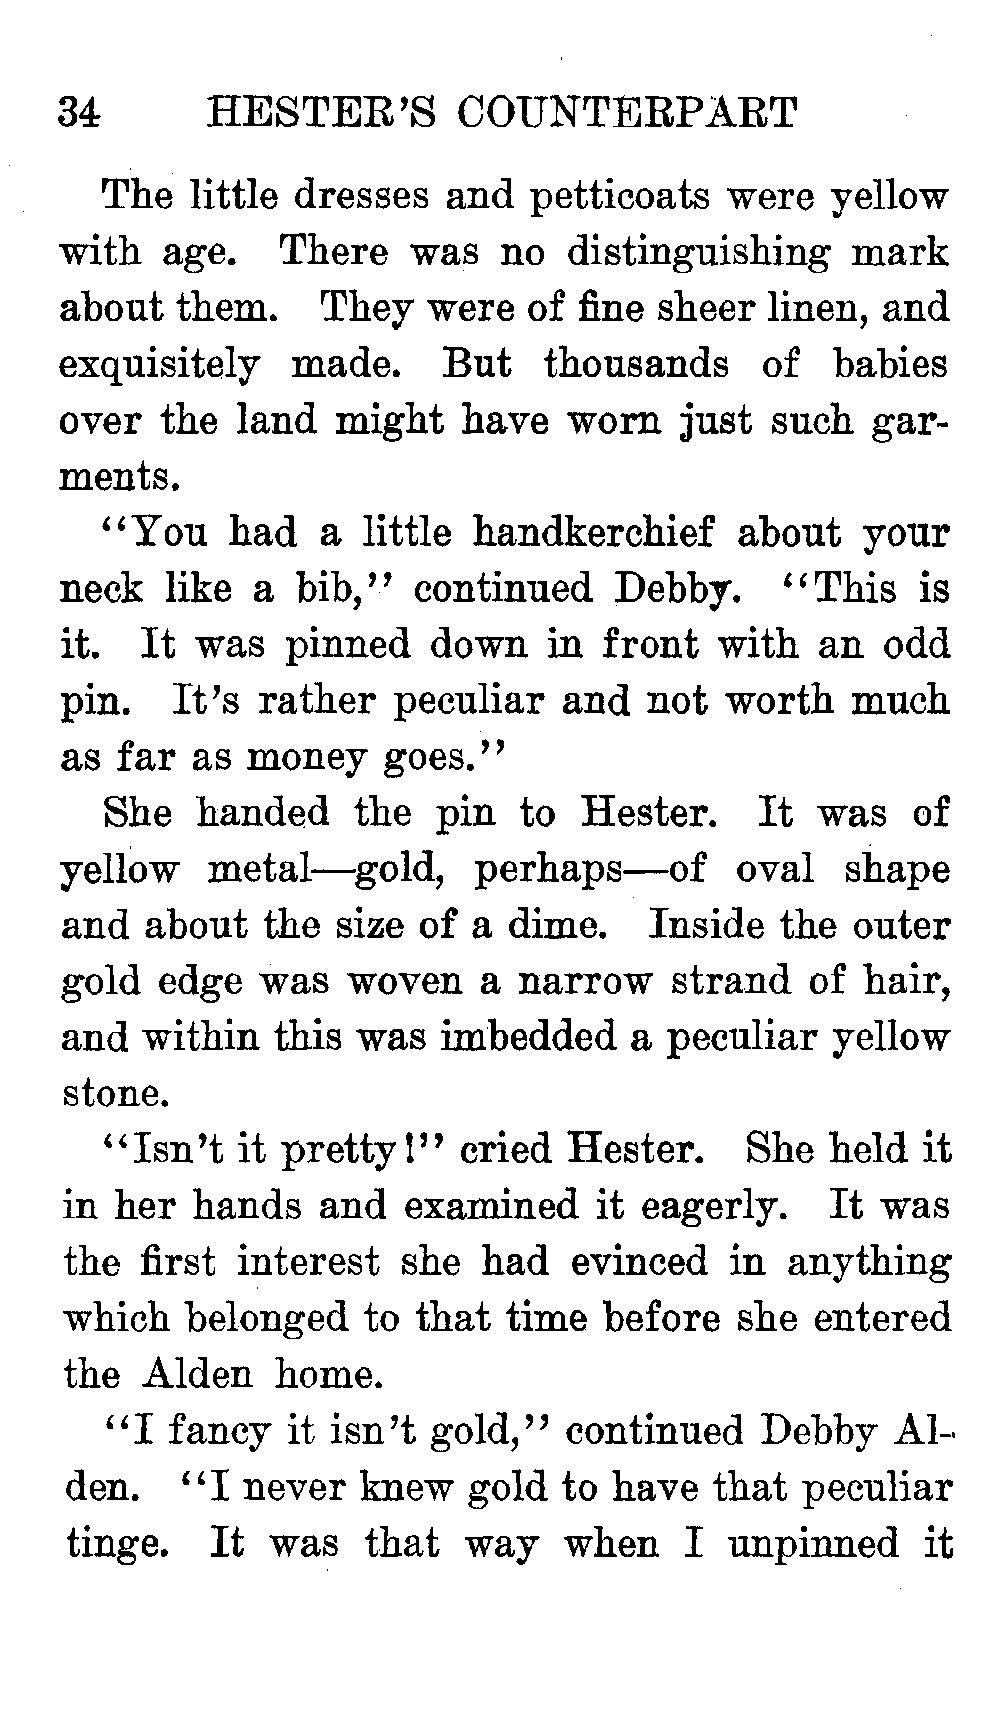 34 HESTER'S COUNTERPART
The little dresses and petticoats were yellow
with age. There was no distinguishing mark
about them. They were of fine sheer linen, and
exquisitely made. But thousands of babies
over the land might have worn just such gar-
ments.
"You had a little handkerchief about your
neck like a bib," continued Debby. "This is
it. It was pinned down in front with an odd
pin. It's rather peculiar and not worth much
as far as money goes."
She handed the pin to Hester. It was of
yellow metal—gold, perhaps—of oval shape
and about the size of a dime. Inside the outer
gold edge was woven a narrow strand of hair,
and within this was imbedded a peculiar yellow
stone.
"Isn't it pretty!" cried Hester. She held it
in her hands and examined it eagerly. It was
the first interest she had evinced in anything
which belonged to that time before she entered
the Alden home.
"I fancy it isn't gold," continued Debby Al-
den. "I never knew gold to have that peculiar
tinge. It was that way when I unpinned it